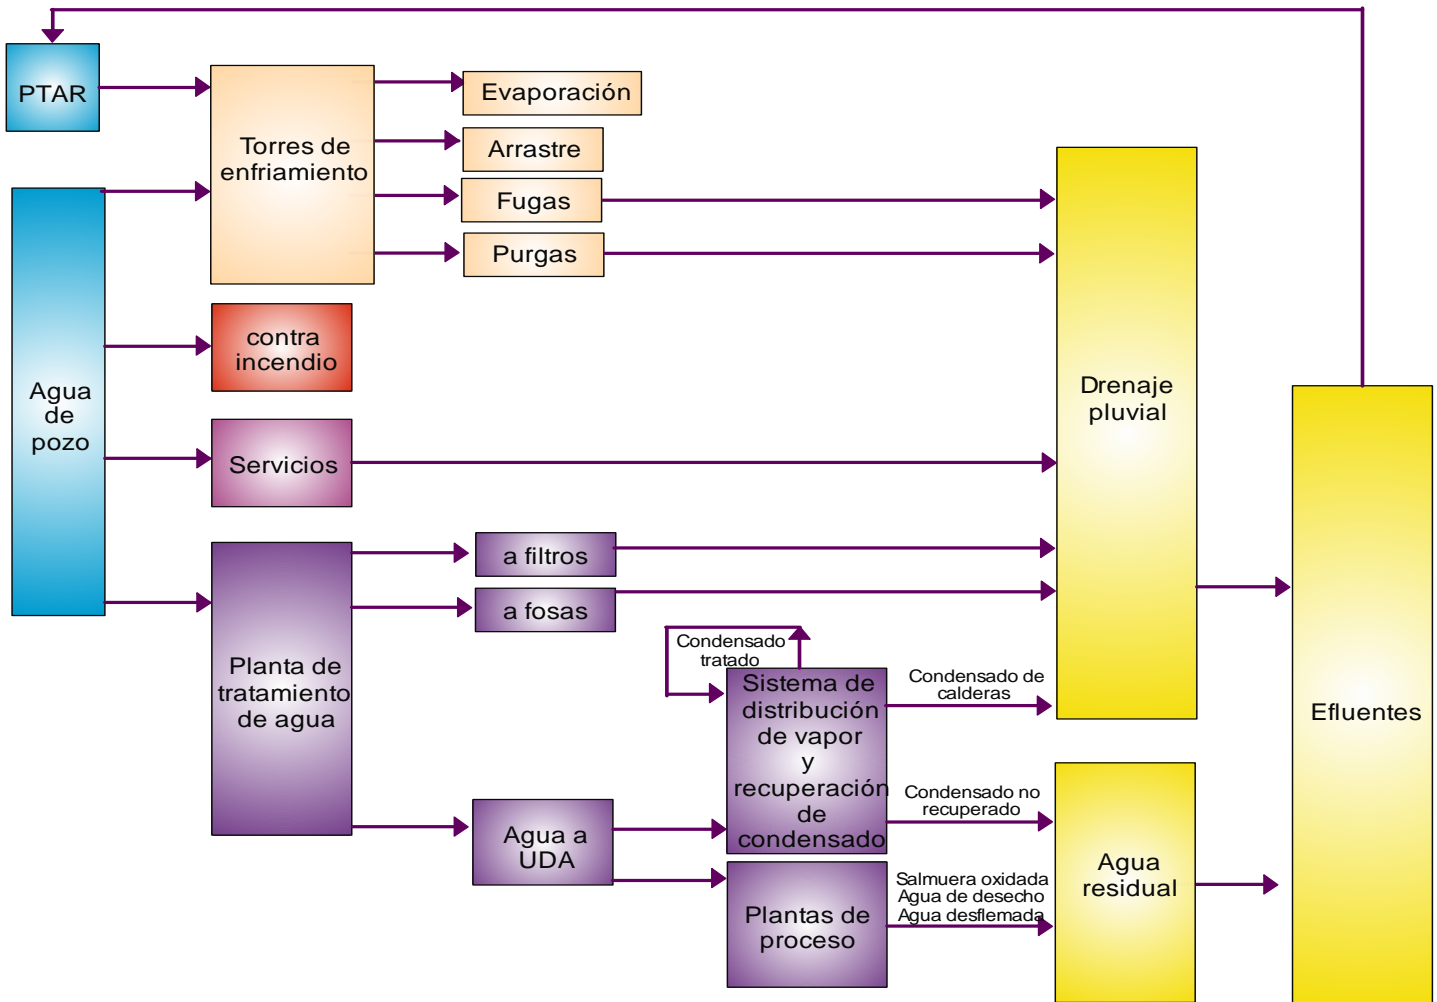 PTAR
Evaporación
Torres de
enfriamiento
Arrastre
Fugas
Purgas
contra
incendio
Agua
de
pozo
Drenaje
pluvial
Servicios
a filtros
a fosas
Planta de
tratamiento
de agua
Condensado
tratado
Sistema de
distribución
de vapor
y
recuperación
de
condensado
Condensado de
calderas
Efluentes
Condensado no
recuperado
Agua a
UDA
Agua
residual
Salmuera oxidada
Agua de desecho
Agua desflemada
Plantas de
proceso